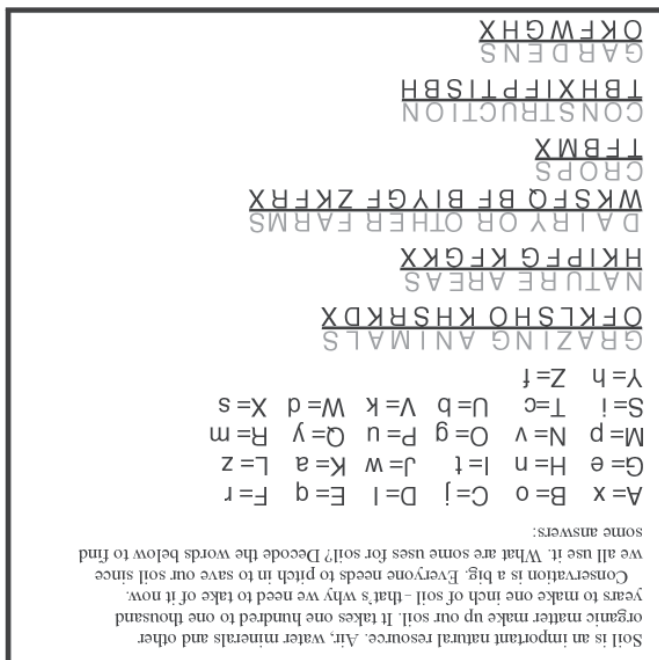 Soil is an important natural resource. Air, water minerals and other
organic matter make up our soil. It takes one hundred to one thousand
years to make one inch of soil - that's why we need to take of it now.
Conservation is a big. Everyone needs to pitch in to save our soil since
we all use it. What are some uses for soil? Decode the words below to find
some answers:
A= x B= o C= j D= l E= q F= r
G= e H= n I= t J= w K= a L= z
M= p N= v O= g P= u Q= y R= m
S= i T=c U= b V= k W= d X= s
Y= h Z= f
GRAZING ANIMALS
OFKLSHO KHSRKDX
NATURE AREAS
HKIPFG KFGKX
DAIRY OR OTHER FARMS
WKSFQ BF BIYGF ZKFRX
CROPS
TFBMX
CONSTRUCTION
TBHXIFPTISBH
GARDENS
OKFWGHX